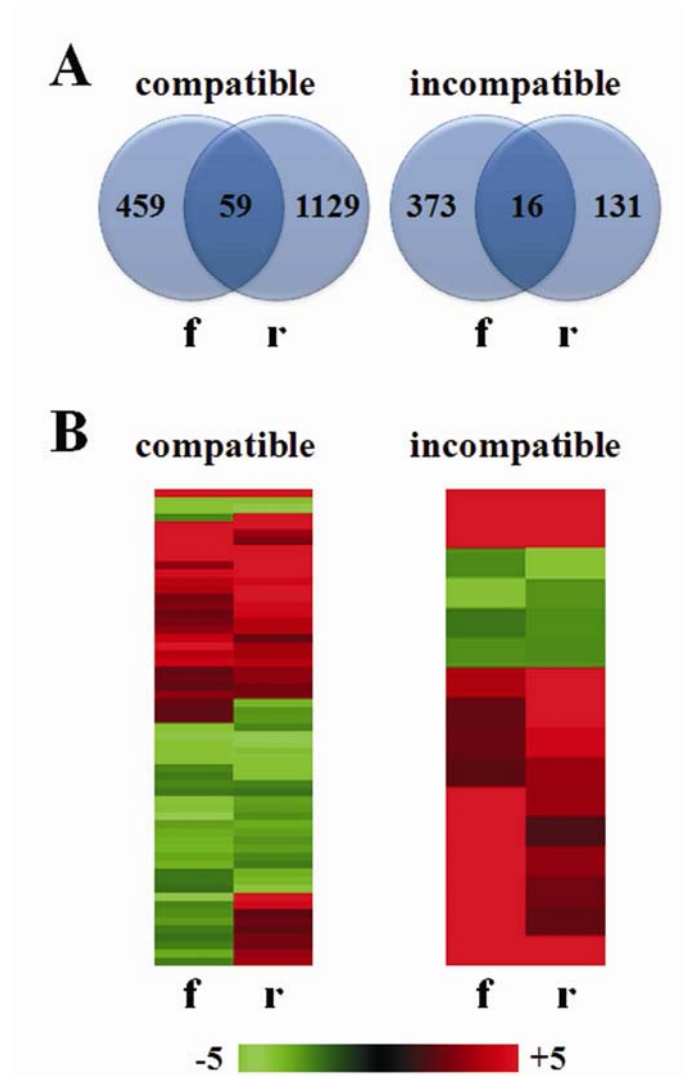 A
compatible incompatible
459 59 1129 373 16 131
f r f r
B
compatible incompatible
f r f r
-5 +5